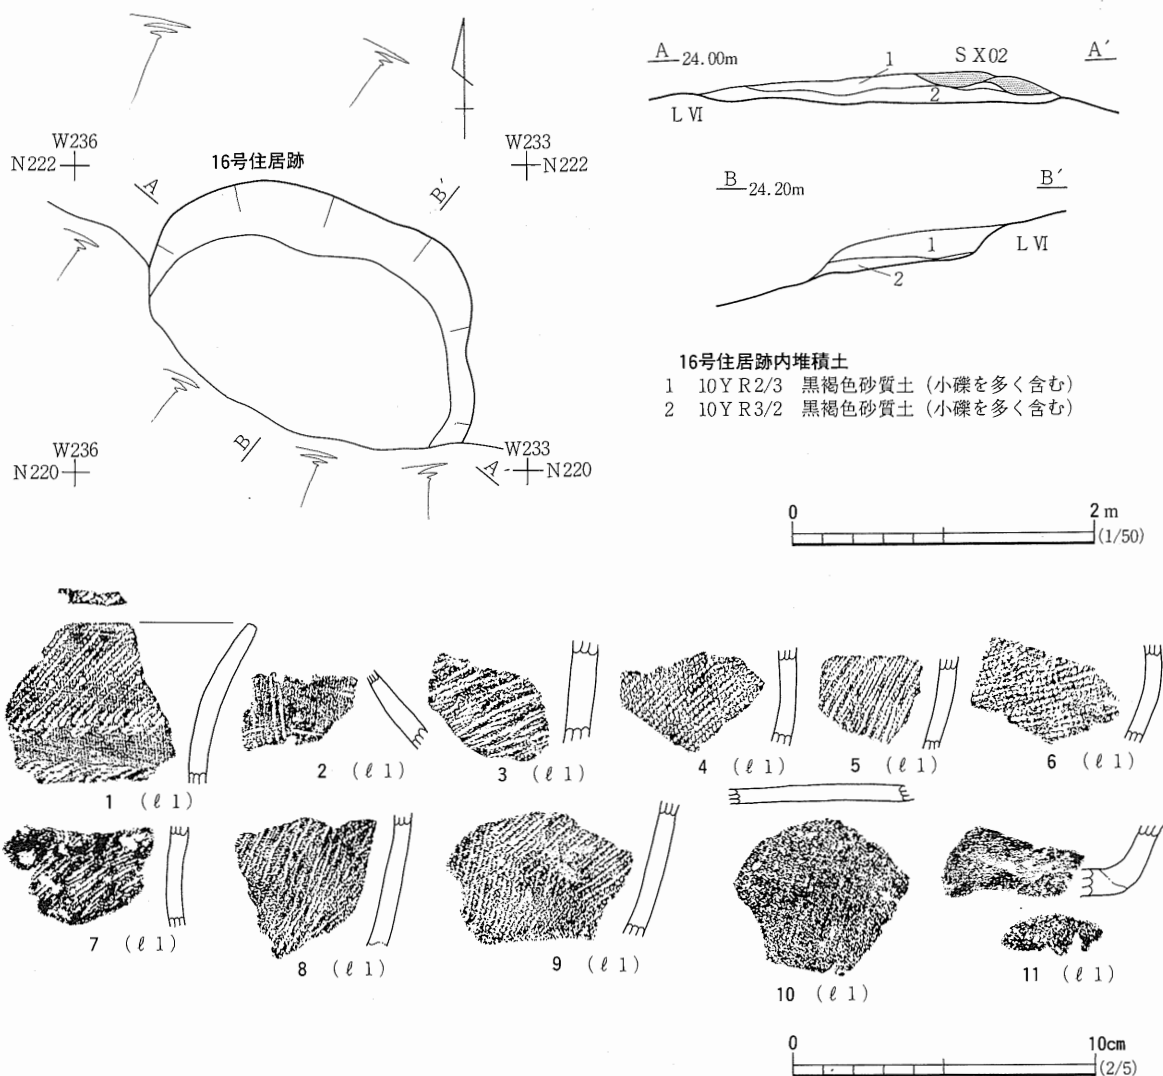 W236
N222
16号住居跡
W233
N222
A
B′
W236
N220
B
A′
W233
N220
A 24.00m
1
SX02
A′
2
LⅥ
B 24.20m
B′
1
LⅥ
2
16号住居跡内堆積土
1 10YR2/3 黒褐色砂質土（小礫を多く含む）
2 10YR3/2 黒褐色砂質土（小礫を多く含む）
0 2m
(1/50)
1 (ℓ1)
2 (ℓ1)
3 (ℓ1)
4 (ℓ1)
5 (ℓ1)
6 (ℓ1)
7 (ℓ1)
8 (ℓ1)
9 (ℓ1)
10 (ℓ1)
11 (ℓ1)
0 10cm
(2/5)